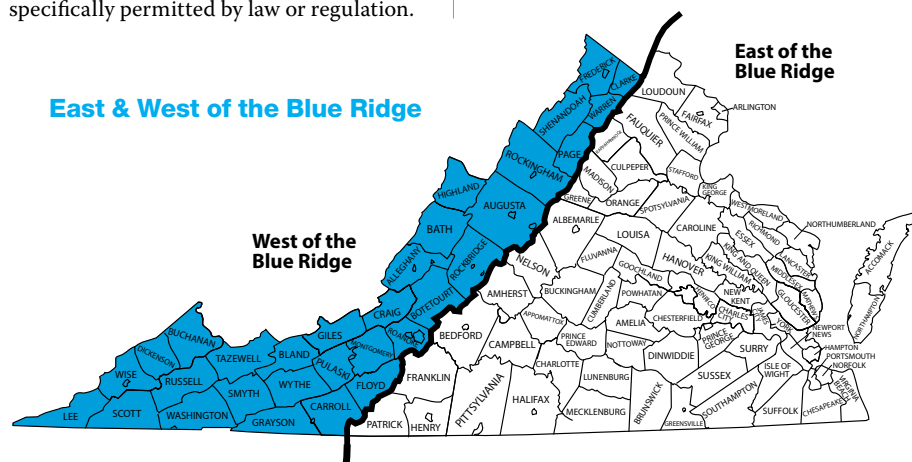 specifically permitted by law or regulation.
East & West of the Blue Ridge
East of the
Blue Ridge
West of the
Blue Ridge
FREDERICK
CLARKE
SHENANDOAH
WARREN
PAGE
ROCKINGHAM
HIGHLAND
AUGUSTA
BATH
ALLEGHANY
ROCKBRIDGE
BOTETOURT
CRAIG
ROANOKE
MONTGOMERY
GILES
PULASKI
FLOYD
BLAND
BUCHANAN
DICKENSON
TAZEWELL
WISE
RUSSELL
SMYTH
WYTHE
CARROLL
LEE
SCOTT
WASHINGTON
GRAYSON
LOUDOUN
ARLINGTON
FAIRFAX
FAUQUIER
PRINCE WILLIAM
CULPEPER
STAFFORD
MADISON
KING
GEORGE
GREENE
ORANGE
SPOTSYLVANIA
WESTMORELAND
NORTHUMBERLAND
ALBEMARLE
LOUISA
CAROLINE
ESSEX
RICHMOND
LANCASTER
ACCOMACK
NELSON
FLUVANNA
GOOCHLAND
HANOVER
KING WILLIAM
KING AND QUEEN
MIDDLESEX
MATHEWS
AMHERST
BUCKINGHAM
CUMBERLAND
POWHATAN
HENRICO
NEW
KENT
GLOUCESTER
NORTHAMPTON
BEDFORD
APPOMATTOX
AMELIA
CHESTERFIELD
CHARLES
CITY
JAMES
CITY
YORK
NEWPORT
NEWS
CAMPBELL
PRINCE
EDWARD
NOTTOWAY
DINWIDDIE
PRINCE
GEORGE
SURRY
HAMPTON
PORTSMOUTH
NORFOLK
FRANKLIN
CHARLOTTE
LUNENBURG
SUSSEX
ISLE OF
WIGHT
VIRGINIA
BEACH
PITTSYLVANIA
HALIFAX
MECKLENBURG
BRUNSWICK
GREENSVILLE
SOUTHAMPTON
SUFFOLK
CHESAPEAKE
PATRICK
HENRY